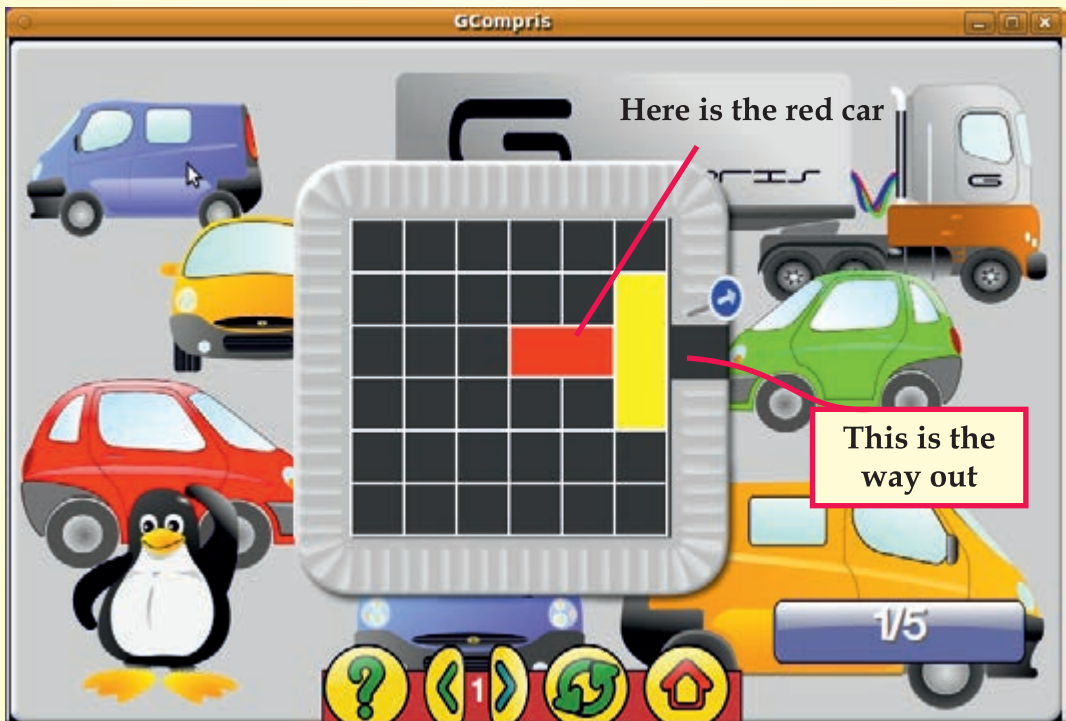 GCompris
Here is the red car
G
This is the
way out
1/5
?
1